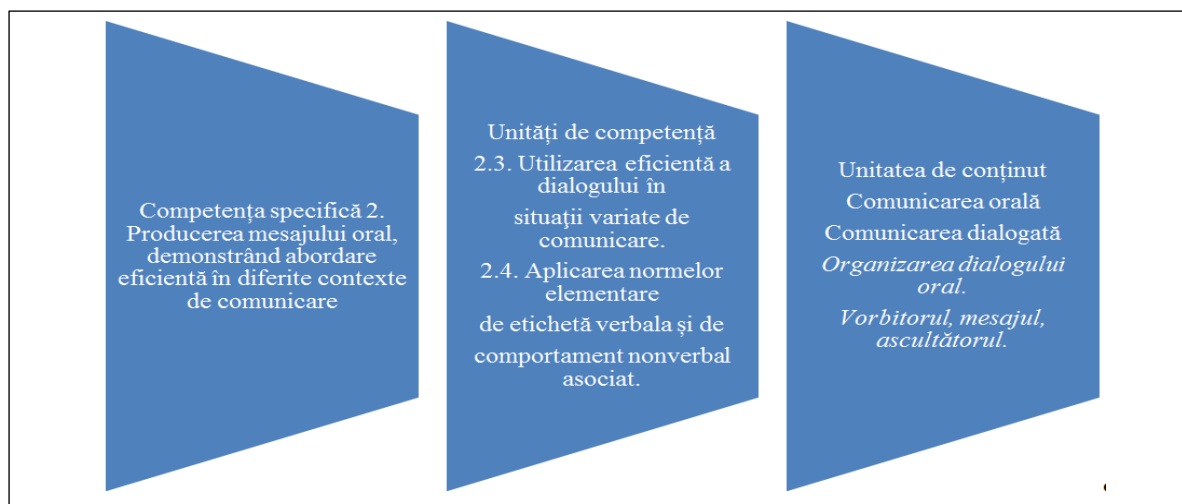 Competența specifică 2.
Producerea mesajului oral,
demonstrând abordare
eficientă în diferite contexte
de comunicare
Unități de competență
2.3. Utilizarea eficientă a
dialogului în
situaţii variate de
comunicare.
2.4. Aplicarea normelor
elementare
de etichetă verbala și de
comportament nonverbal
asociat.
Unitatea de conținut
Comunicarea orală
Comunicarea dialogată
Organizarea dialogului
oral.
Vorbitorul, mesajul,
ascultătorul.